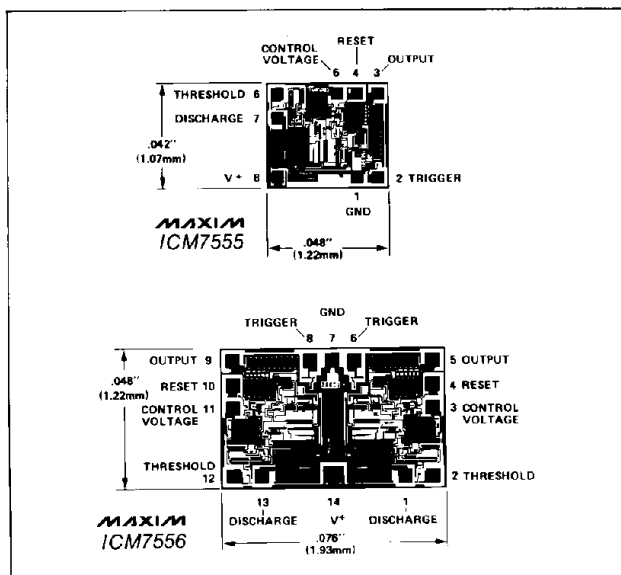 RESET
CONTROL VOLTAGE 6 4 3 OUTPUT
THRESHOLD 6
DISCHARGE 7
.042"
(1.07mm)
V+ 8
2 TRIGGER
1
GND
MAXIM
ICM7555
.048"
(1.22mm)
GND
TRIGGER TRIGGER
8 7 6
OUTPUT 9
5 OUTPUT
.048"
(1.22mm)
RESET 10
4 RESET
CONTROL 11 VOLTAGE
3 CONTROL VOLTAGE
THRESHOLD 12
2 THRESHOLD
13 14 1
DISCHARGE V+ DISCHARGE
MAXIM
ICM7556
.076"
(1.93mm)